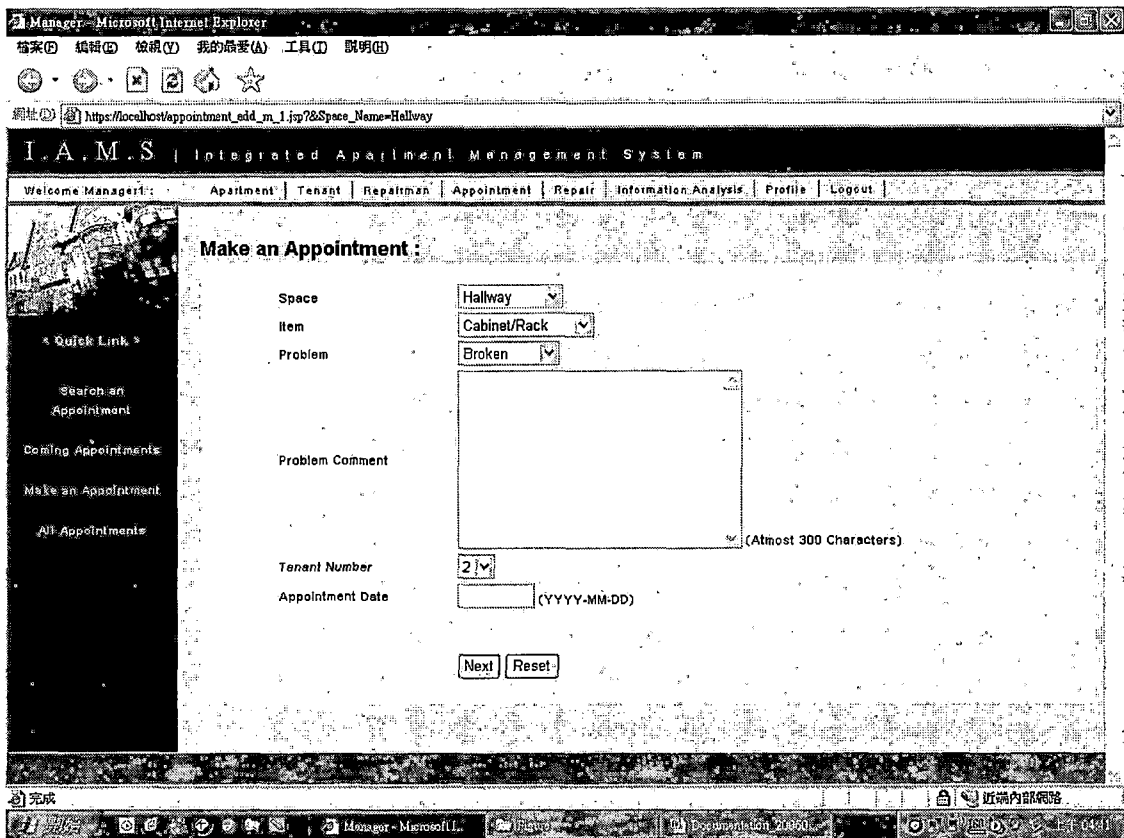 Manager - Microsoft Internet Explorer
檔案(F) 編輯(E) 檢視(V) 我的最愛(A) 工具(T) 說明(H)
網址(D) https://localhost/appointment_add_m_1.jsp?&Space_Name=Hallway
I.A.M.S | Integrated Apartment Management System
Welcome Manager1 : Apartment | Tenant | Repairman | Appointment | Repair | Information Analysis | Profile | Logout |
Make an Appointment :
Space Hallway
Item Cabinet/Rack
« Quick Link »
Problem Broken
Search an
Appointment
Coming Appointments
Problem Comment
Make an Appointment
All Appointments
(Atmost 300 Characters)
Tenant Number 2
Appointment Date (YYYY-MM-DD)
Next Reset
完成 近端內部網路
開始 Manager - Microsoft I...